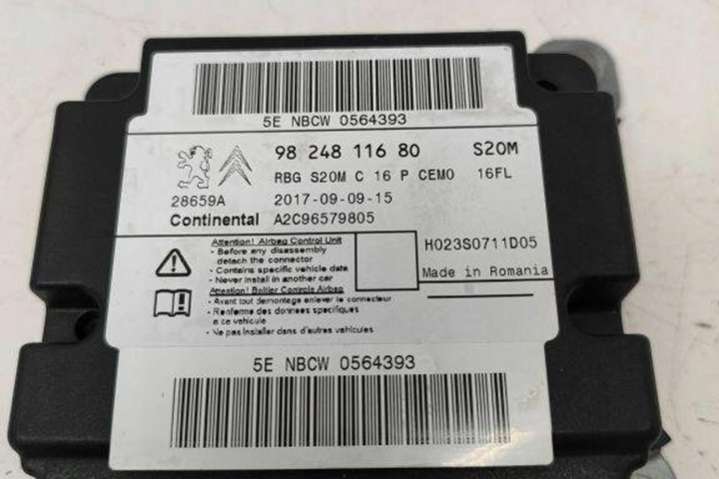 5E NBCW 0564393
98 248 116 80 S20M
RBG S20M C 16 P CEM0 16FL
28659A 2017-09-09-15
Continental A2C96579805
Attention! Airbag Control Unit
- Before any disassembly
detach the connector
- Contains specific vehicle data
- Never install in another car
Attention! Boitier Controle Airbag
- Avant tout demontage enlever le connecteur
- Renferme des données specifiques
a ce vehicule
- Ne pas installer dans d'autres vehicules
H023S0711D05
Made in Romania
5E NBCW 0564393